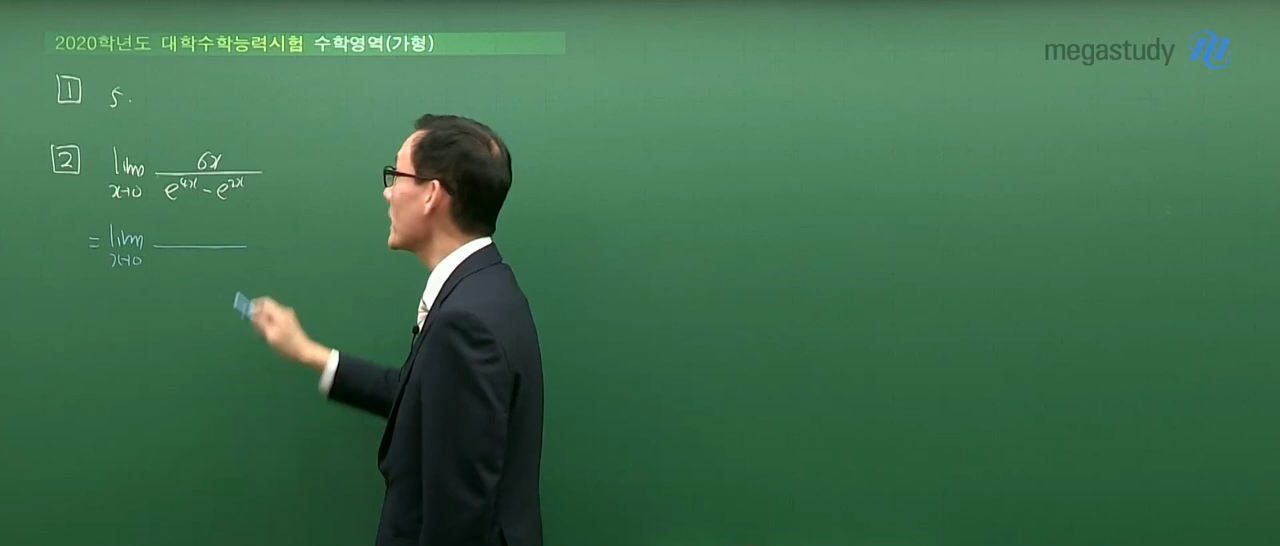 2020학년도 대학수학능력시험 수학영역(가형)
megastudy
1 5.
2 lim x→0 6x / e^{4x} - e^{2x}
= lim x→0